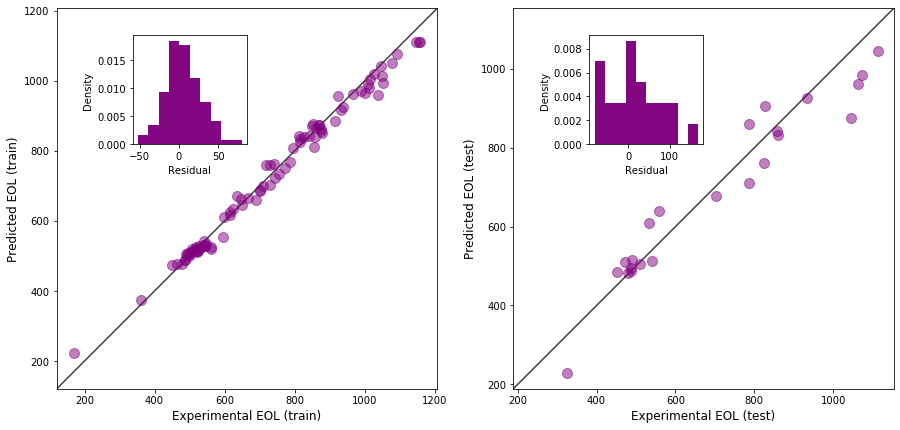 1200
1000
800
600
400
200
Predicted EOL (train)
200 400 600 800 1000 1200
Experimental EOL (train)
0.015
0.010
0.005
0.000
Density
−50 0 50
Residual
1000
800
600
400
200
Predicted EOL (test)
200 400 600 800 1000
Experimental EOL (test)
0.008
0.006
0.004
0.002
0.000
Density
0 100
Residual